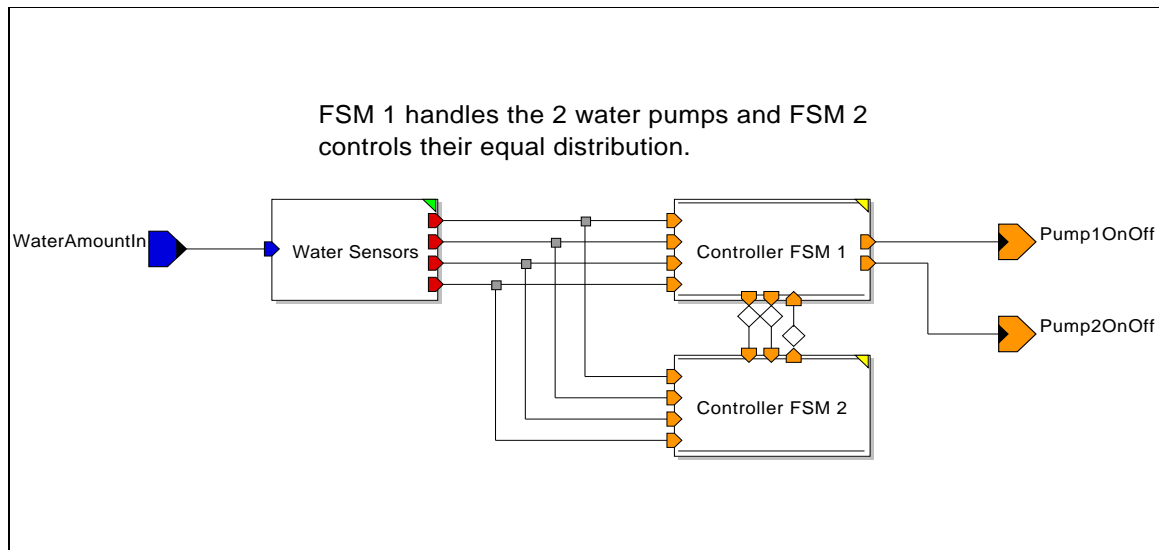 FSM 1 handles the 2 water pumps and FSM 2
controls their equal distribution.
WaterAmountIn
Water Sensors
Controller FSM 1
Pump1OnOff
Pump2OnOff
Controller FSM 2